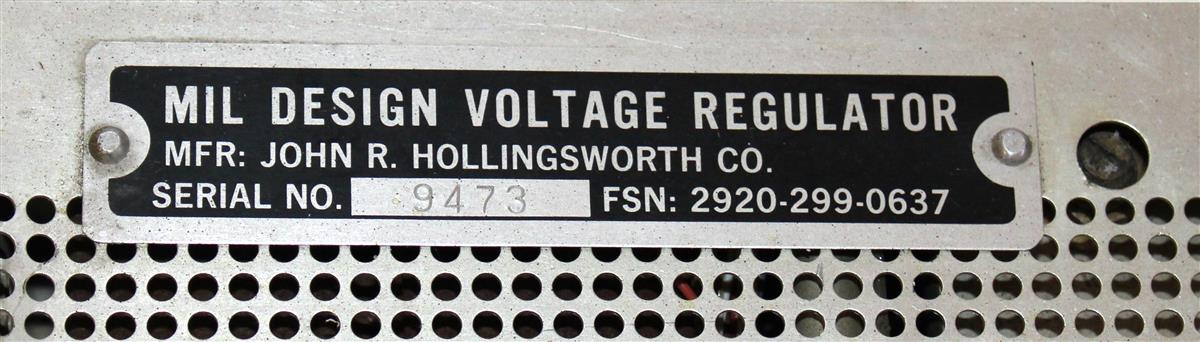 MIL DESIGN VOLTAGE REGULATOR
MFR: JOHN R. HOLLINGSWORTH CO.
SERIAL NO. 9473 FSN: 2920-299-0637